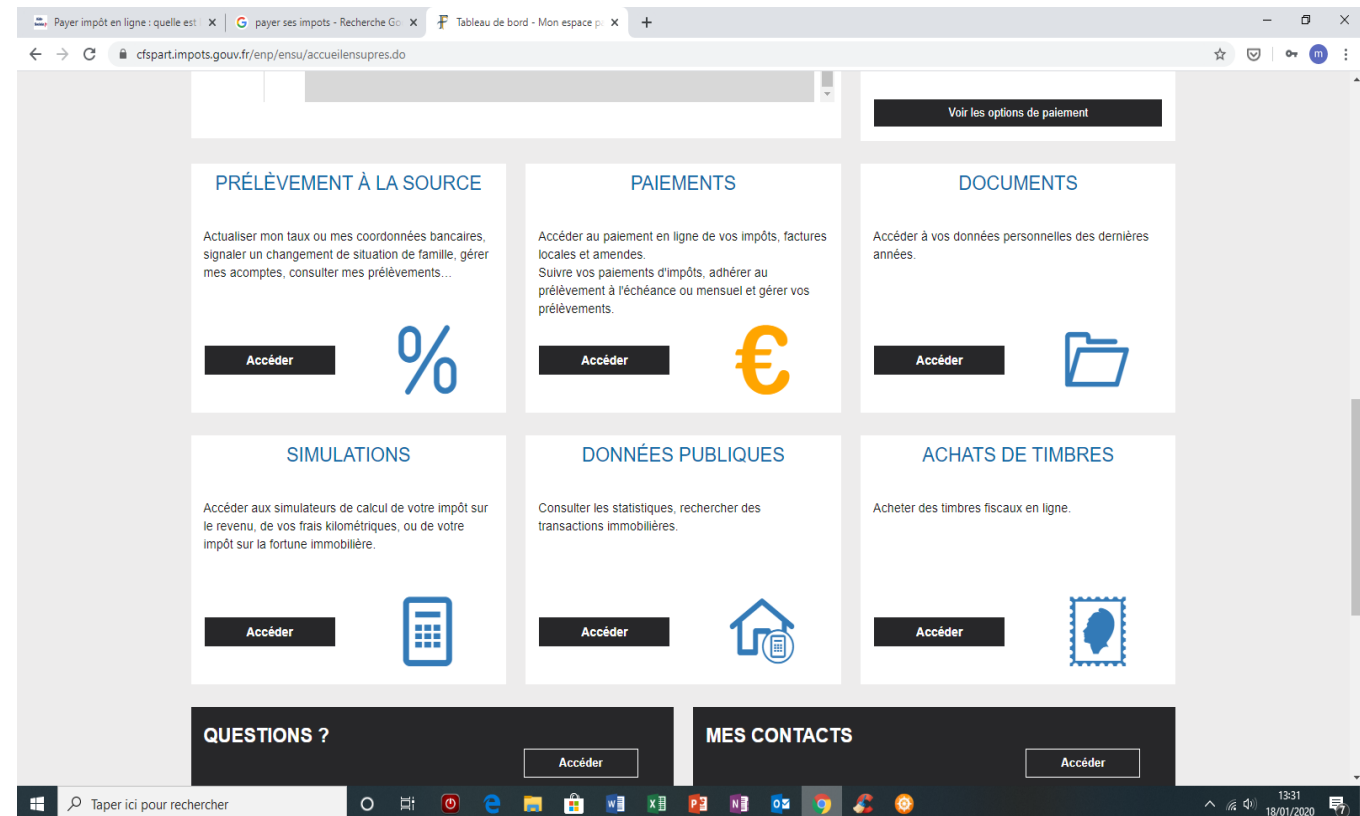 Payer impôt en ligne : quelle est
payer ses impots - Recherche Go
Tableau de bord - Mon espace p
cfspart.impots.gouv.fr/enp/ensu/accueilensupres.do
m
Voir les options de paiement
PRÉLÈVEMENT À LA SOURCE
Actualiser mon taux ou mes coordonnées bancaires,
signaler un changement de situation de famille, gérer
mes acomptes, consulter mes prélèvements…
Accéder
%
PAIEMENTS
Accéder au paiement en ligne de vos impôts, factures
locales et amendes.
Suivre vos paiements d'impôts, adhérer au
prélèvement à l'échéance ou mensuel et gérer vos
prélèvements.
Accéder
€
DOCUMENTS
Accéder à vos données personnelles des dernières
années.
Accéder
SIMULATIONS
Accéder aux simulateurs de calcul de votre impôt sur
le revenu, de vos frais kilométriques, ou de votre
impôt sur la fortune immobilière.
Accéder
DONNÉES PUBLIQUES
Consulter les statistiques, rechercher des
transactions immobilières.
Accéder
ACHATS DE TIMBRES
Acheter des timbres fiscaux en ligne.
Accéder
QUESTIONS ?
Accéder
MES CONTACTS
Accéder
Taper ici pour rechercher
13:31
18/01/2020